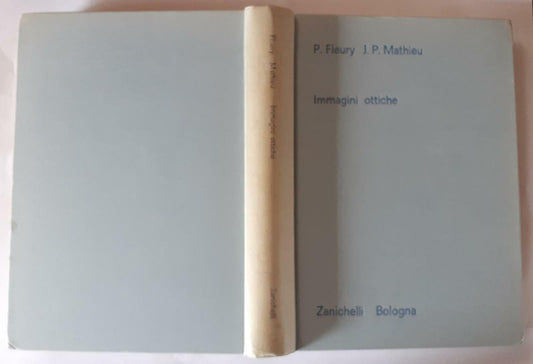 P. Fleury J. P. Mathieu
Immagini ottiche
Zanichelli Bologna
Fleury Mathieu Immagini ottiche Zanichelli